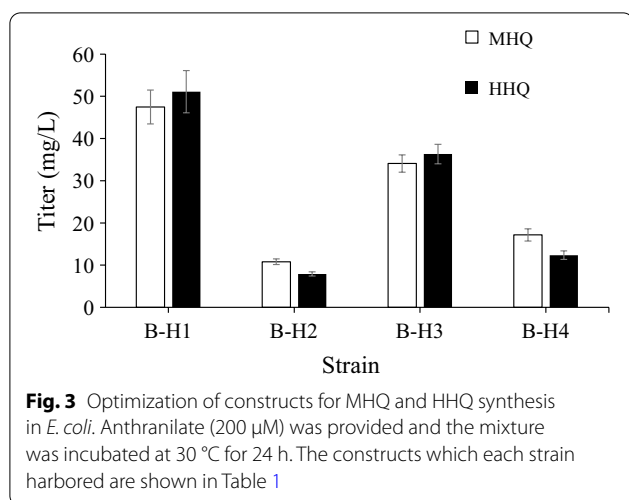 60
50
40
30
20
10
0
Titer (mg/L)
MHQ
HHQ
B-H1 B-H2 B-H3 B-H4
Strain
Fig. 3 Optimization of constructs for MHQ and HHQ synthesis
in E. coli. Anthranilate (200 μM) was provided and the mixture
was incubated at 30 °C for 24 h. The constructs which each strain
harbored are shown in Table 1